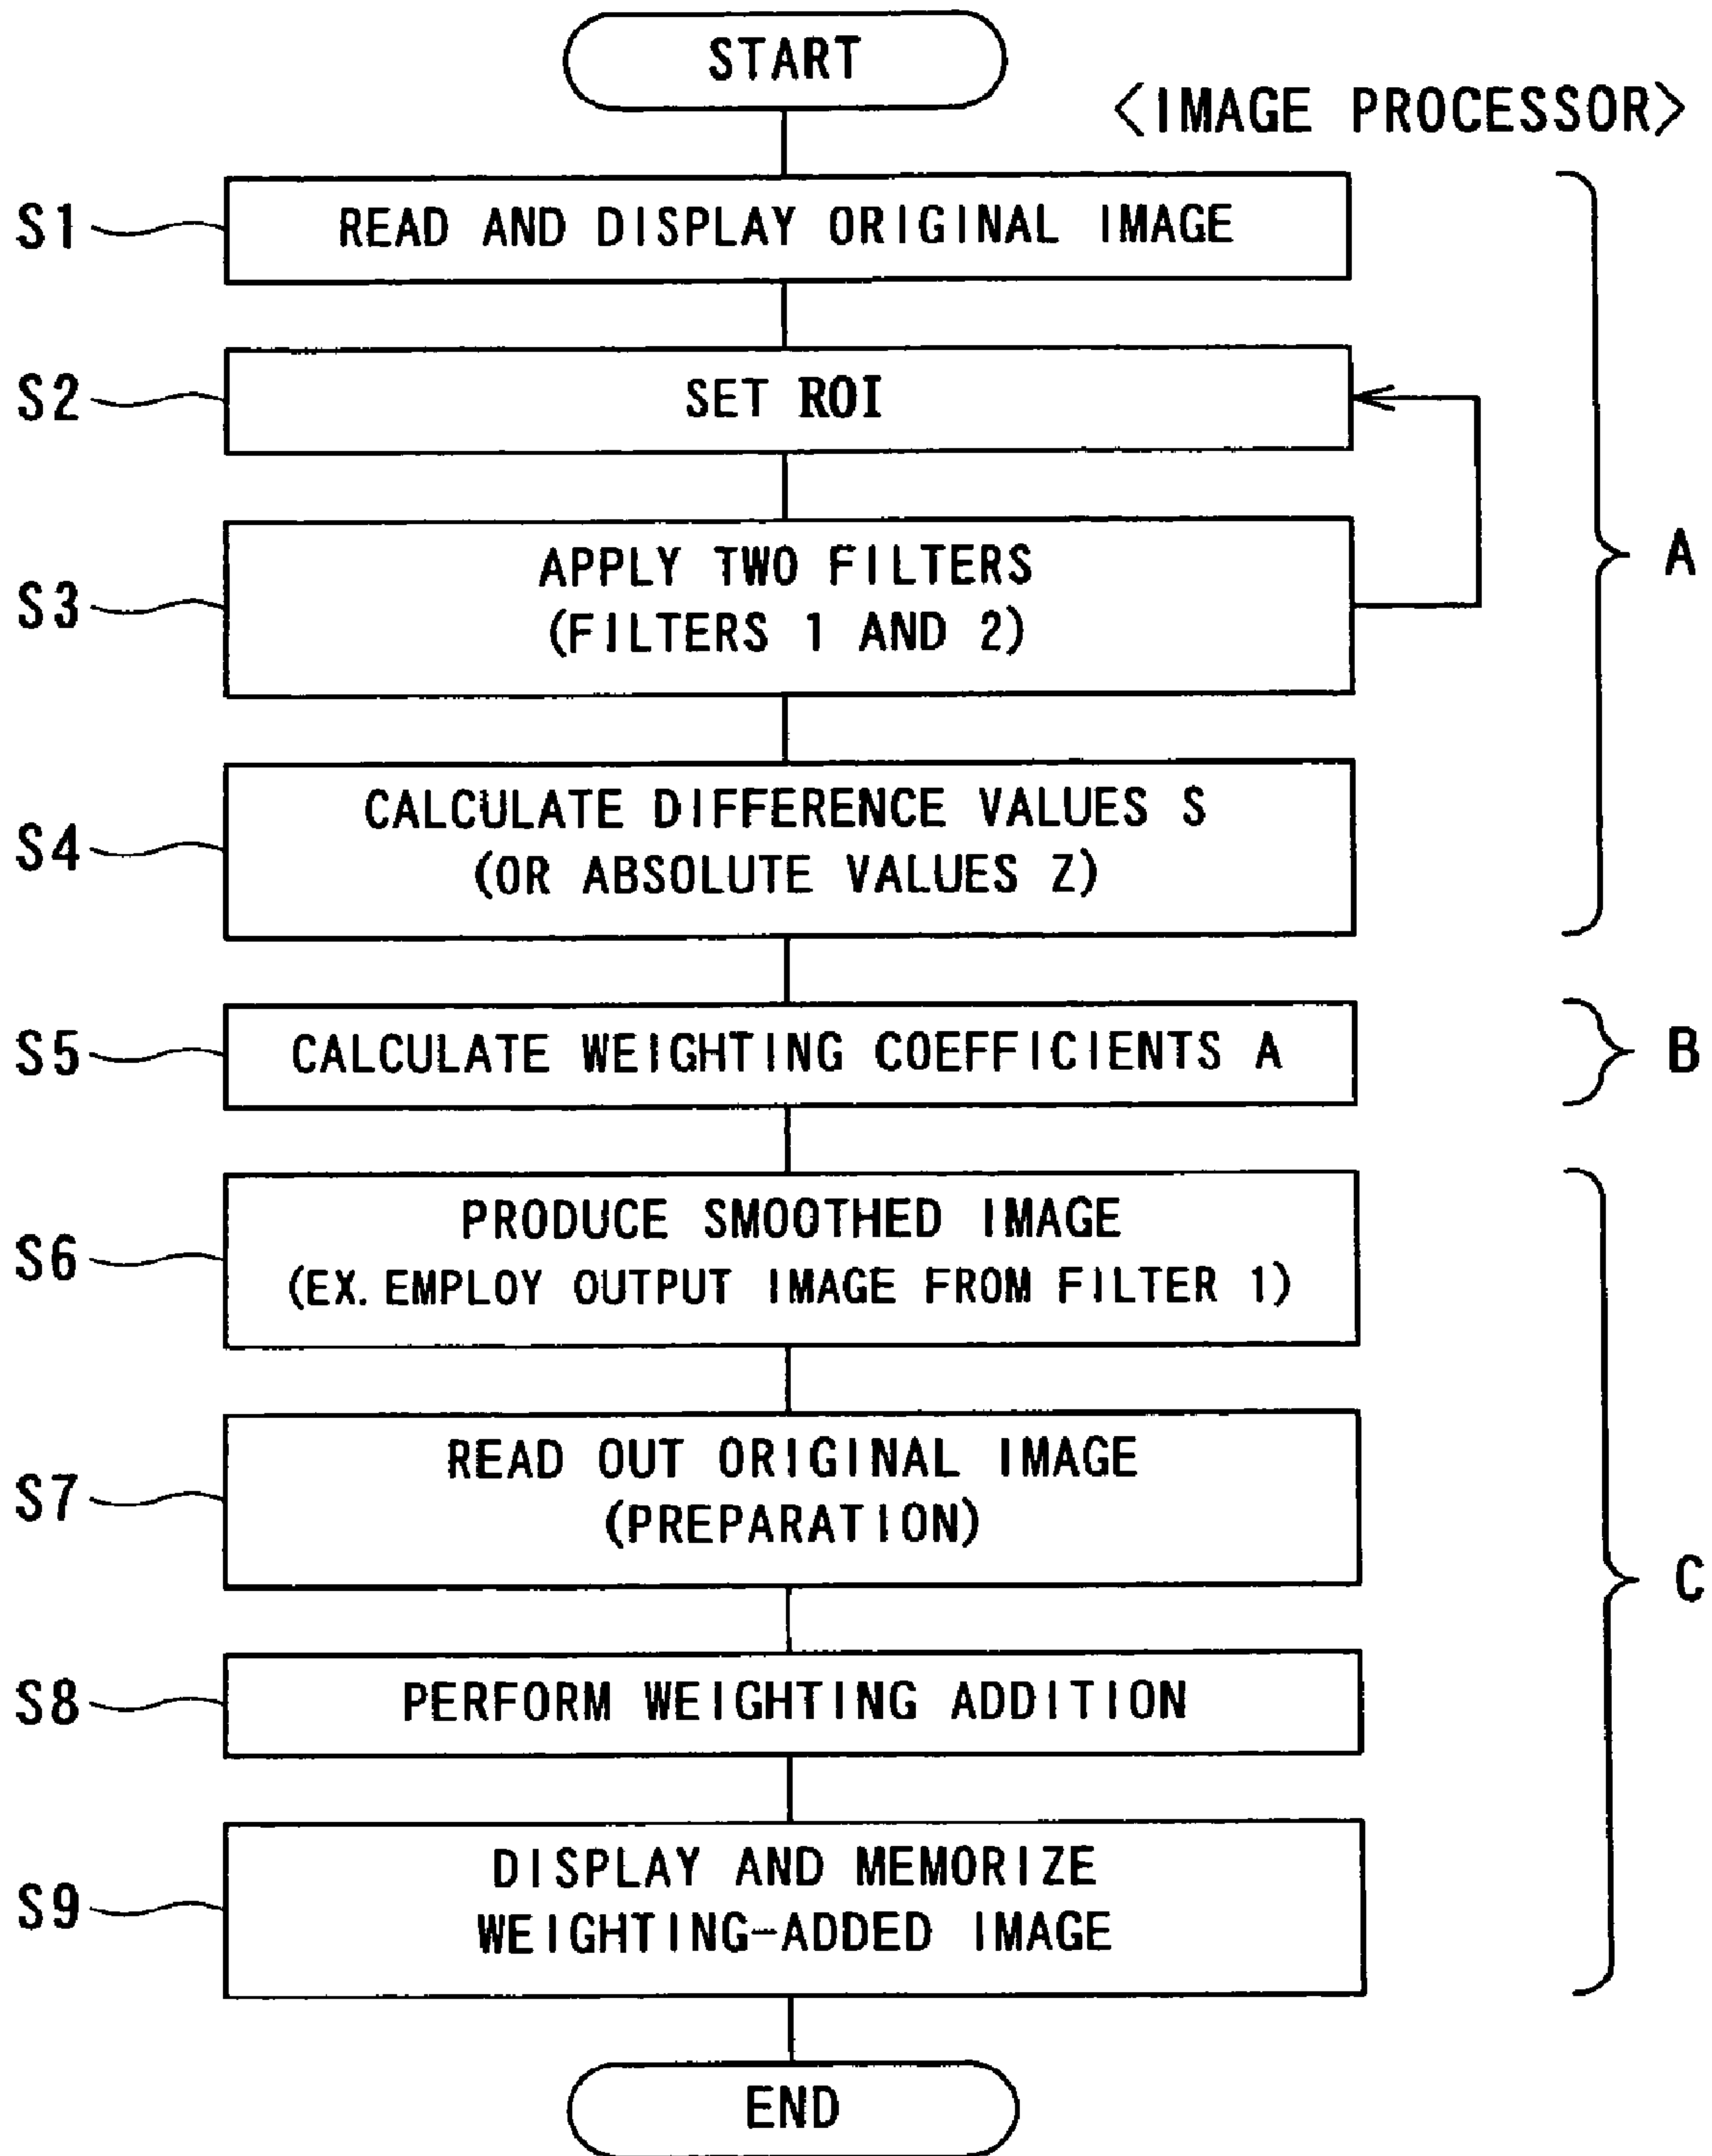 START
<IMAGE PROCESSOR>
S1
READ AND DISPLAY ORIGINAL IMAGE
S2
SET ROI
S3
APPLY TWO FILTERS
(FILTERS 1 AND 2)
A
S4
CALCULATE DIFFERENCE VALUES S
(OR ABSOLUTE VALUES Z)
S5
CALCULATE WEIGHTING COEFFICIENTS A
B
S6
PRODUCE SMOOTHED IMAGE
(EX. EMPLOY OUTPUT IMAGE FROM FILTER 1)
S7
READ OUT ORIGINAL IMAGE
(PREPARATION)
C
S8
PERFORM WEIGHTING ADDITION
S9
DISPLAY AND MEMORIZE
WEIGHTING-ADDED IMAGE
END